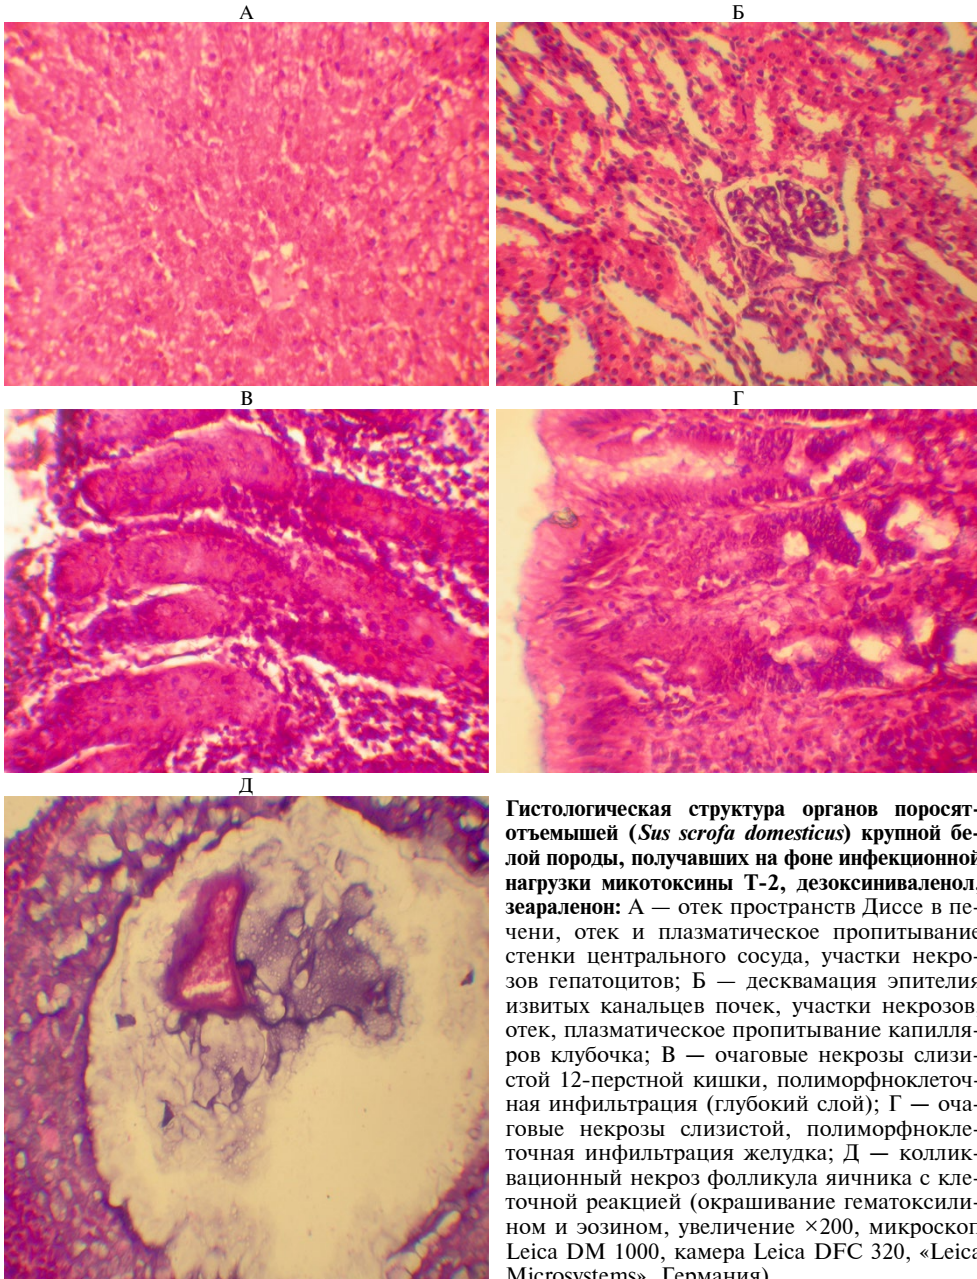 А
Б
В
Г
Д
Гистологическая структура органов поросят-
отъемышей (Sus scrofa domesticus) крупной бе-
лой породы, получавших на фоне инфекционной
нагрузки микотоксины Т-2, дезоксиниваленол,
зеараленон: А — отек пространств Диссе в пе-
чени, отек и плазматическое пропитывание
стенки центрального сосуда, участки некро-
зов гепатоцитов; Б — десквамация эпителия
извитых канальцев почек, участки некрозов,
отек, плазматическое пропитывание капилля-
ров клубочка; В — очаговые некрозы слизи-
стой 12-перстной кишки, полиморфноклеточ-
ная инфильтрация (глубокий слой); Г — оча-
говые некрозы слизистой, полиморфнокле-
точная инфильтрация желудка; Д — коллик-
вационный некроз фолликула яичника с кле-
точной реакцией (окрашивание гематоксили-
ном и эозином, увеличение ×200, микроскоп
Leica DM 1000, камера Leica DFC 320, «Leica
Microsystems», Германия)